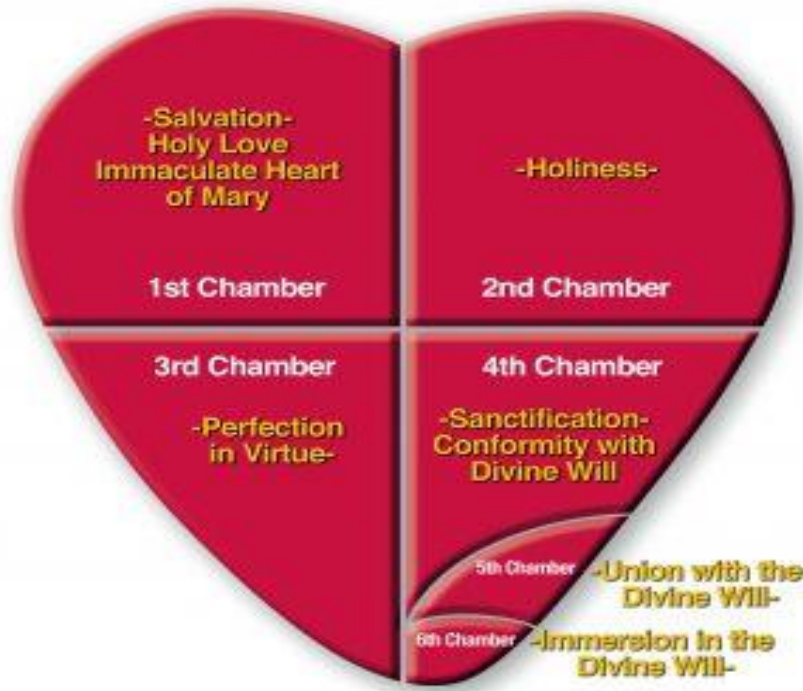 -Salvation-
Holy Love
Immaculate Heart
of Mary
1st Chamber
-Holiness-
2nd Chamber
3rd Chamber
-Perfection
in Virtue-
4th Chamber
-Sanctification-
Conformity with
Divine Will
5th Chamber
-Union with the
Divine Will-
6th Chamber
-Immersion in the
Divine Will-